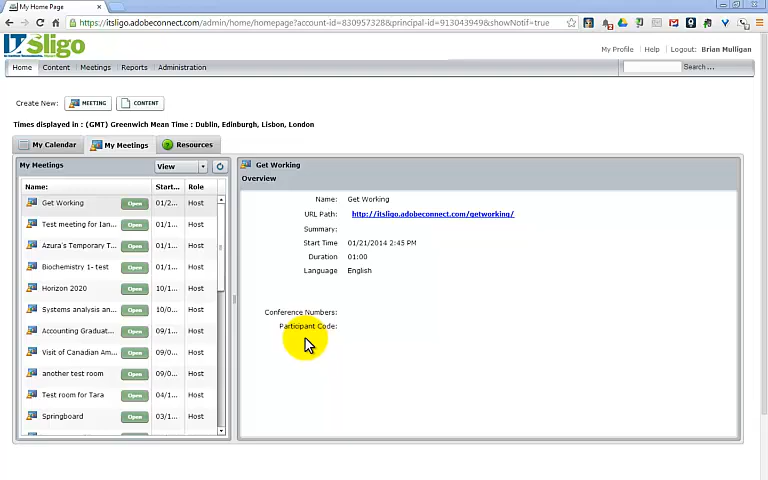 My Home Page
https://itsligo.adobeconnect.com/admin/home/homepage?account-id=830957328&principal-id=913043949&showNotif=true
ITSligo
My Profile | Help | Logout: Brian Mulligan
Home Content Meetings Reports Administration Search ...
Create New: MEETING CONTENT
Times displayed in : (GMT) Greenwich Mean Time : Dublin, Edinburgh, Lisbon, London
My Calendar My Meetings Resources
My Meetings View
Name: Start... Role
Get Working Open 01/2... Host
Test meeting for Ian... Open 01/1... Host
Azura's Temporary T... Open 01/1... Host
Biochemistry 1- test Open 01/1... Host
Horizon 2020 Open 10/1... Host
Systems analysis an... Open 10/0... Host
Accounting Graduat... Open 09/1... Host
Visit of Canadian Am... Open 09/0... Host
another test room Open 09/0... Host
Test room for Tara Open 04/1... Host
Springboard Open 03/1... Host
Get Working
Overview
Name: Get Working
URL Path: http://itsligo.adobeconnect.com/getworking/
Summary:
Start Time 01/21/2014 2:45 PM
Duration 01:00
Language English
Conference Numbers:
Participant Code: